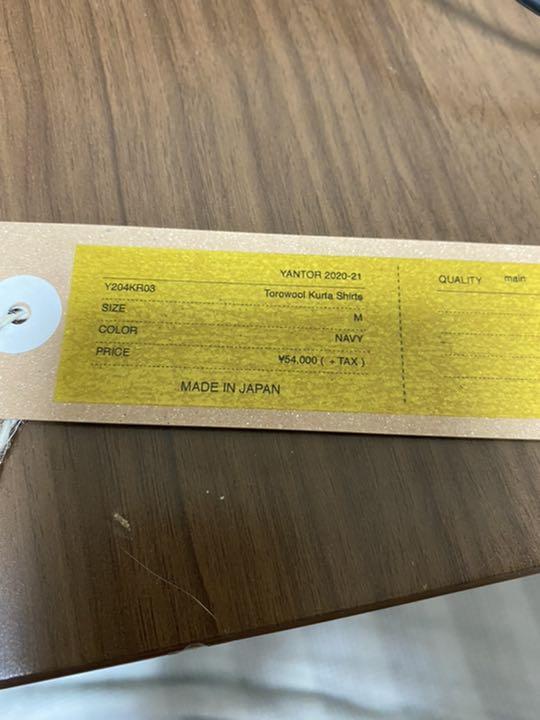 YANTOR 2020-21
Y204KR03 Torowool Kurta Shirts
SIZE M
COLOR NAVY
PRICE ¥54,000 ( + TAX )
MADE IN JAPAN
QUALITY main